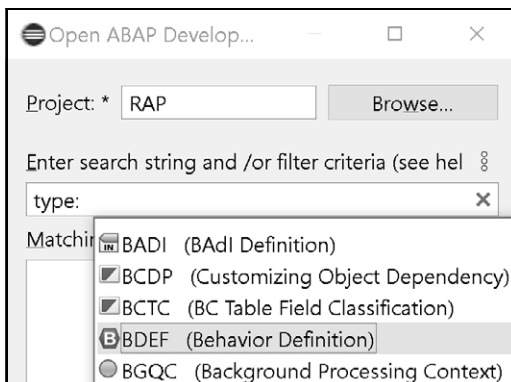 Open ABAP Develop...
Project: * RAP Browse...
Enter search string and /or filter criteria (see hel
type:
Matchin
BADI (BAdI Definition)
BCDP (Customizing Object Dependency)
BCTC (BC Table Field Classification)
BDEF (Behavior Definition)
BGQC (Background Processing Context)